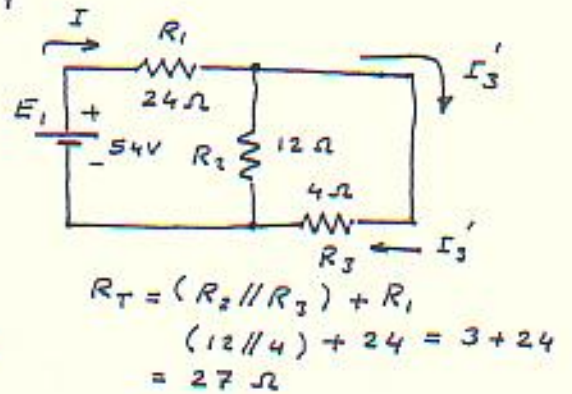 I
R₁
I₃'
24Ω
E₁
+
- 54V
R₂
12Ω
4Ω
R₃
I₃'
R_T = (R₂//R₃) + R₁
(12//4) + 24 = 3+24
= 27 Ω